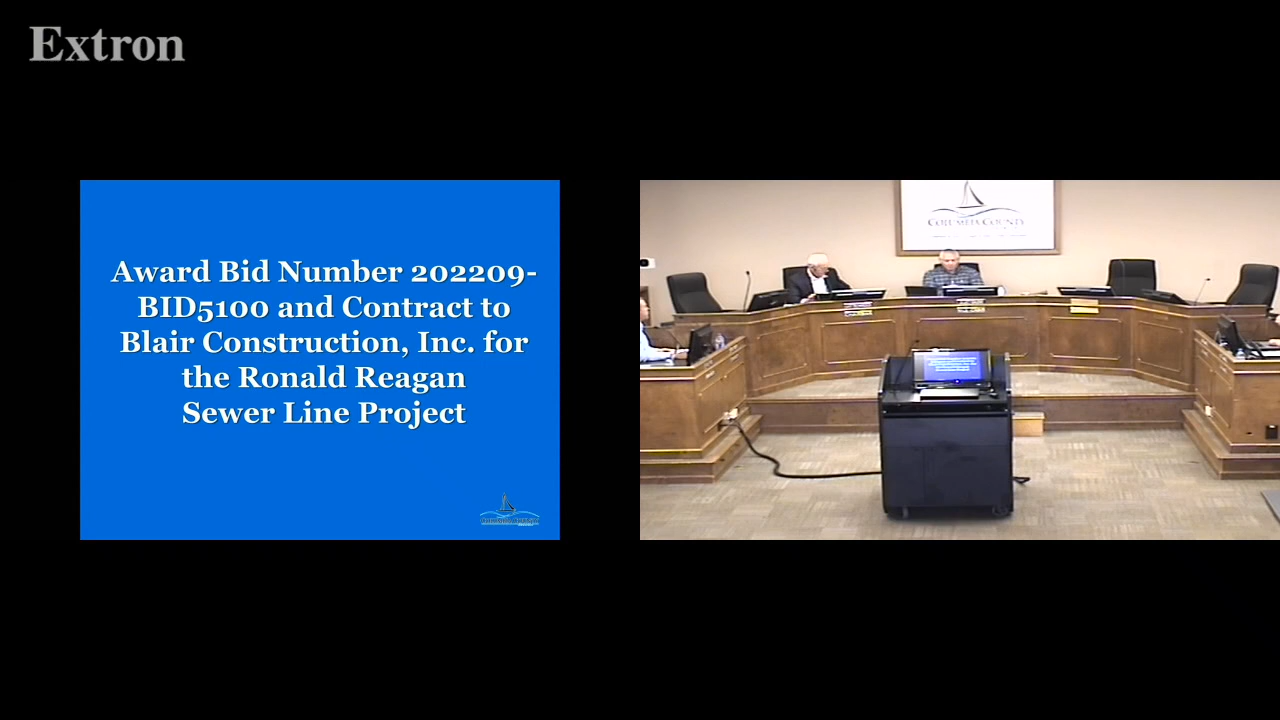 Extron
Award Bid Number 202209-
BID5100 and Contract to
Blair Construction, Inc. for
the Ronald Reagan
Sewer Line Project
COLUMBIA COUNTY